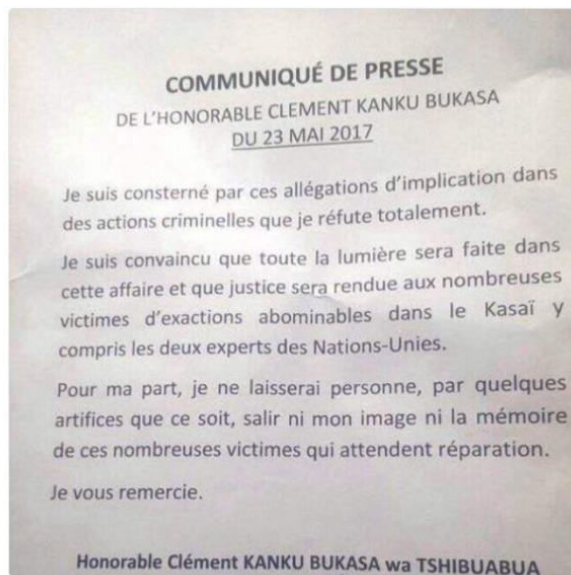 COMMUNIQUÉ DE PRESSE
DE L'HONORABLE CLEMENT KANKU BUKASA
DU 23 MAI 2017
Je suis consterné par ces allégations d'implication dans
des actions criminelles que je réfute totalement.
Je suis convaincu que toute la lumière sera faite dans
cette affaire et que justice sera rendue aux nombreuses
victimes d'exactions abominables dans le Kasaï y
compris les deux experts des Nations-Unies.
Pour ma part, je ne laisserai personne, par quelques
artifices que ce soit, salir ni mon image ni la mémoire
de ces nombreuses victimes qui attendent réparation.
Je vous remercie.
Honorable Clément KANKU BUKASA wa TSHIBUABUA